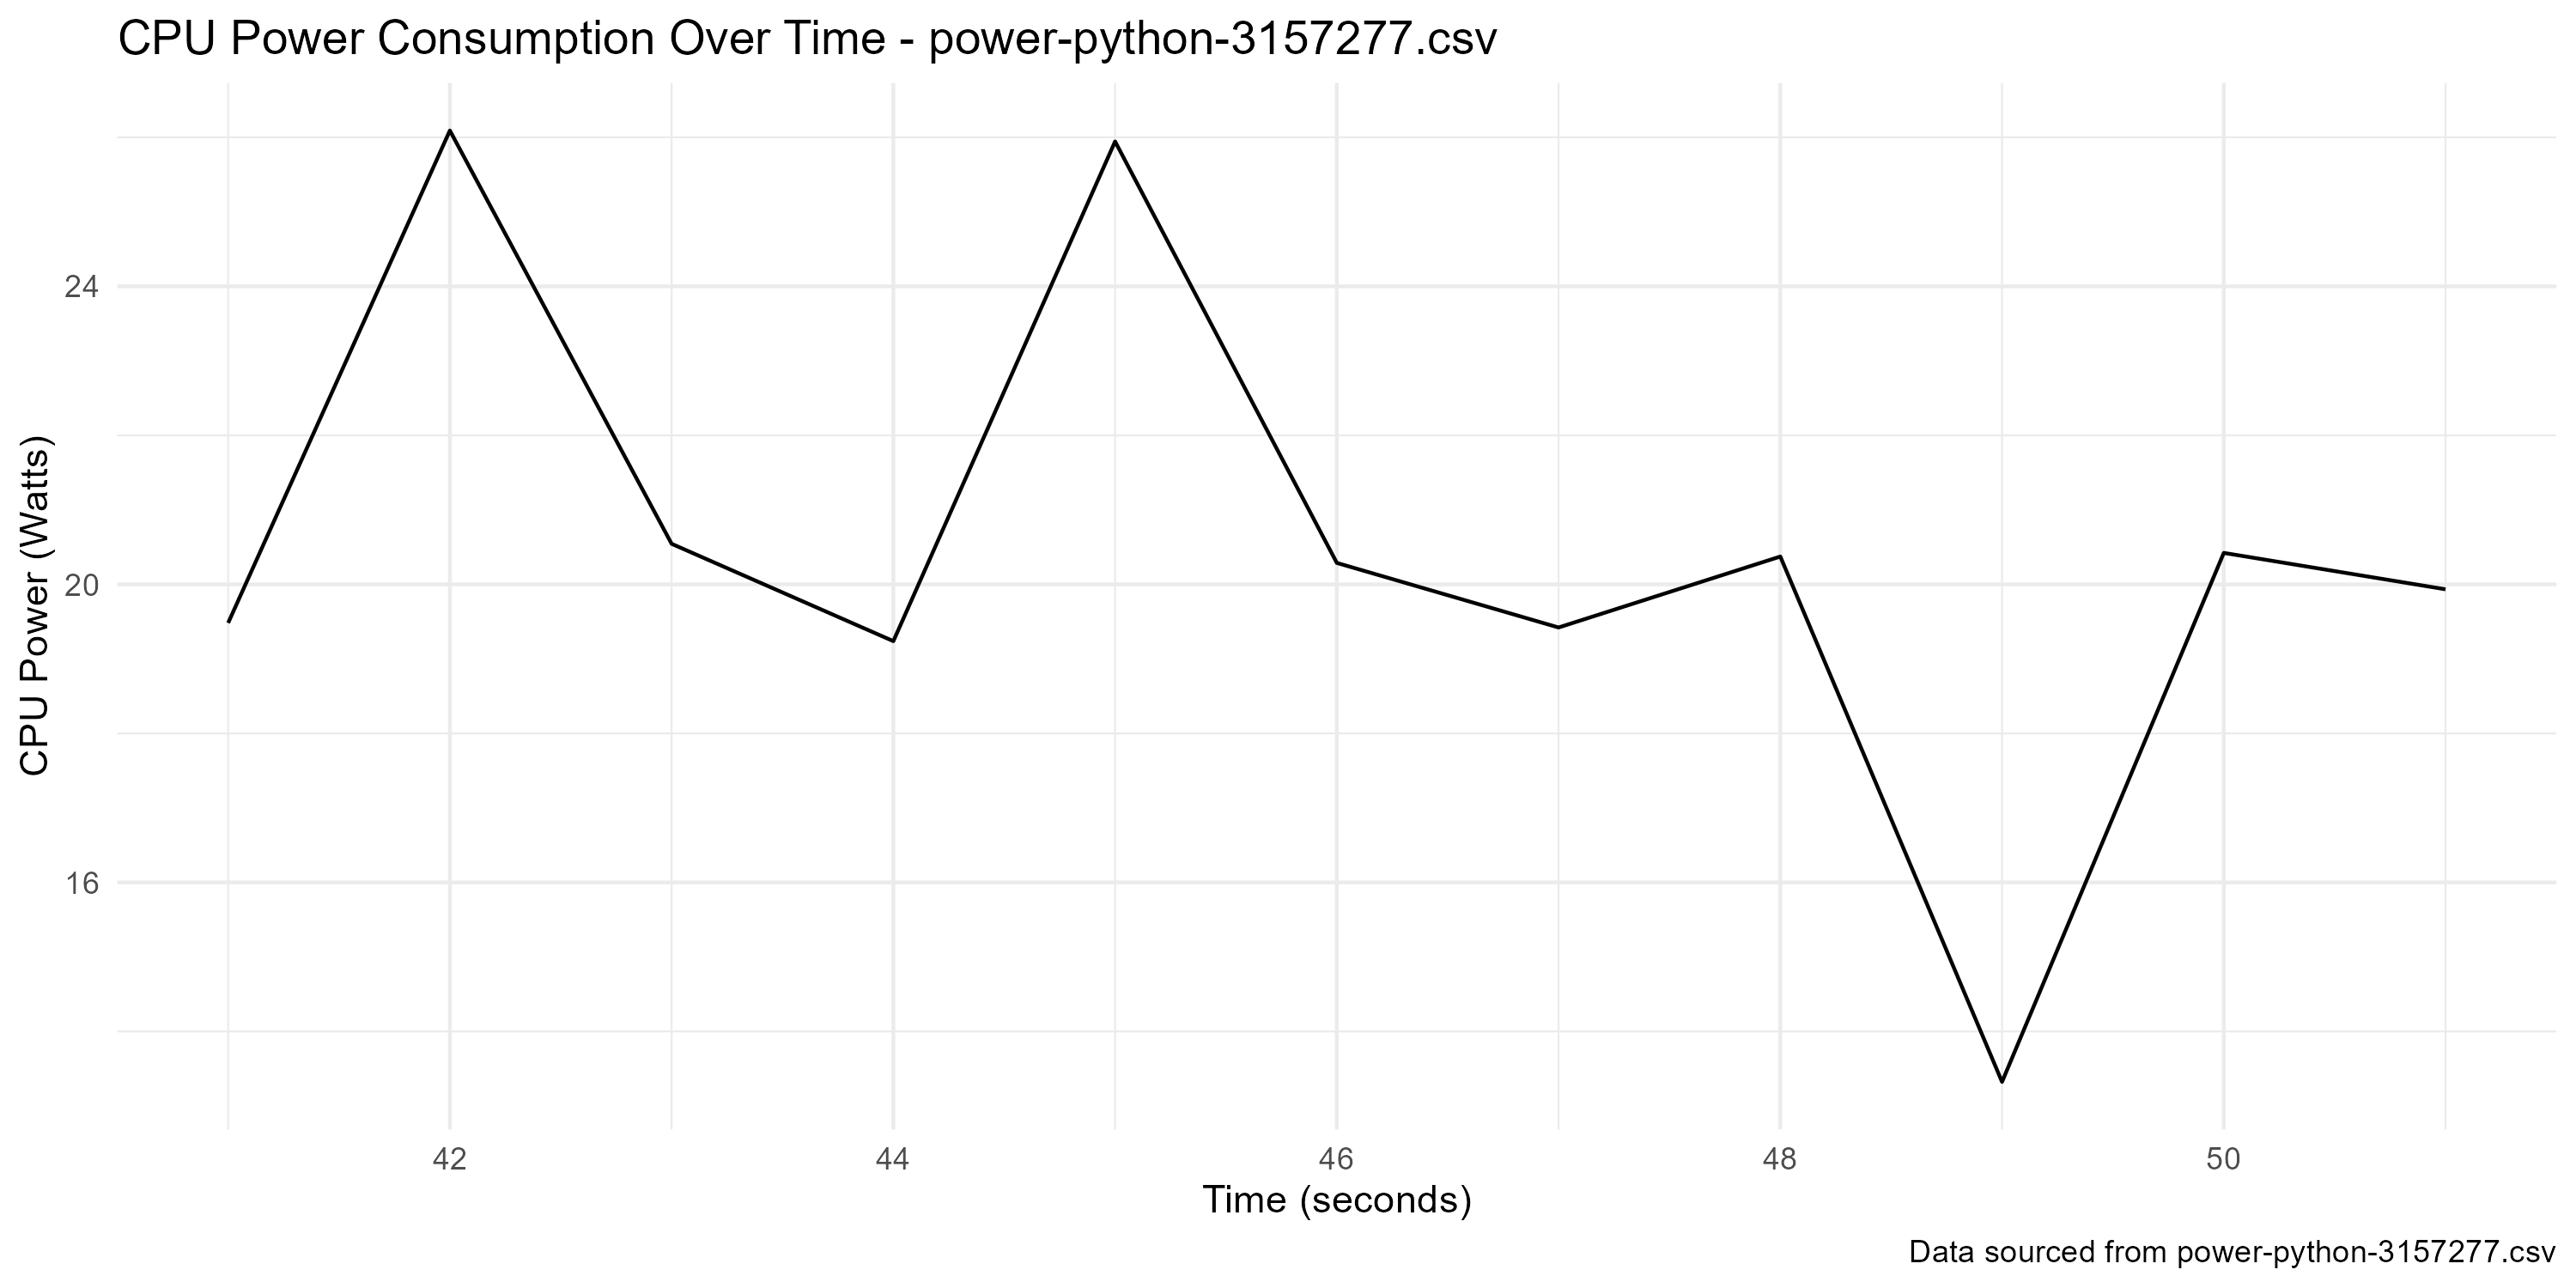 CPU Power Consumption Over Time - power-python-3157277.csv
CPU Power (Watts)
24
20
16
42 44 46 48 50
Time (seconds)
Data sourced from power-python-3157277.csv